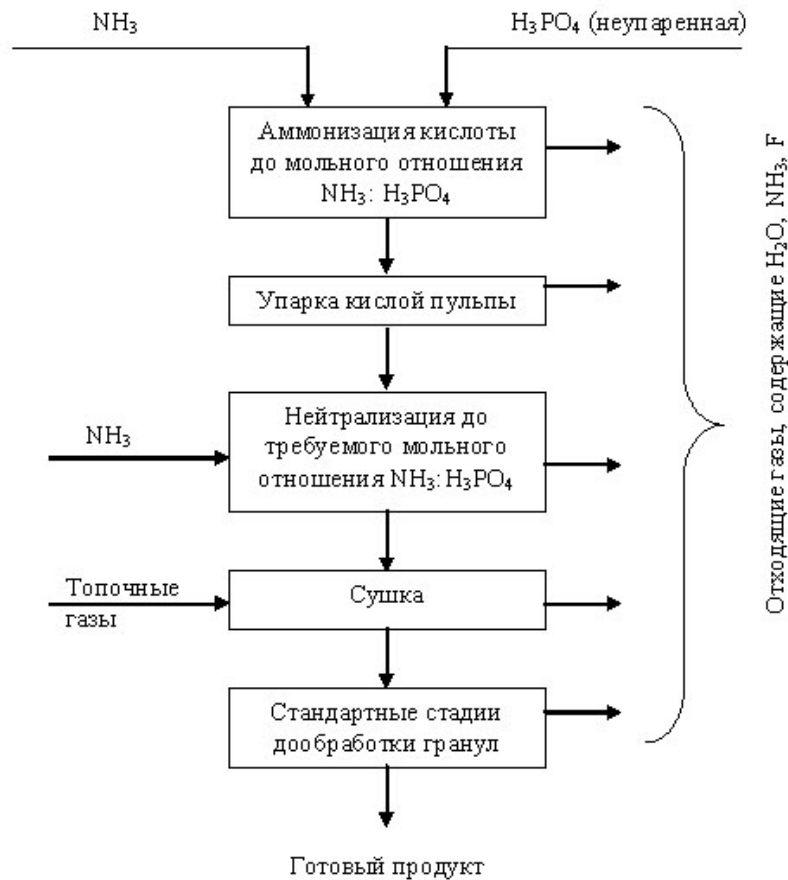 NH₃
H₃PO₄ (неупаренная)
Аммонизация кислоты
до мольного отношения
NH₃: H₃PO₄
Упарка кислой пульпы
NH₃
Нейтрализация до
требуемого мольного
отношения NH₃:H₃PO₄
Топочные
газы
Сушка
Стандартные стадии
дообработки гранул
Готовый продукт
Отходящие газы, содержащие H₂O, NH₃, F